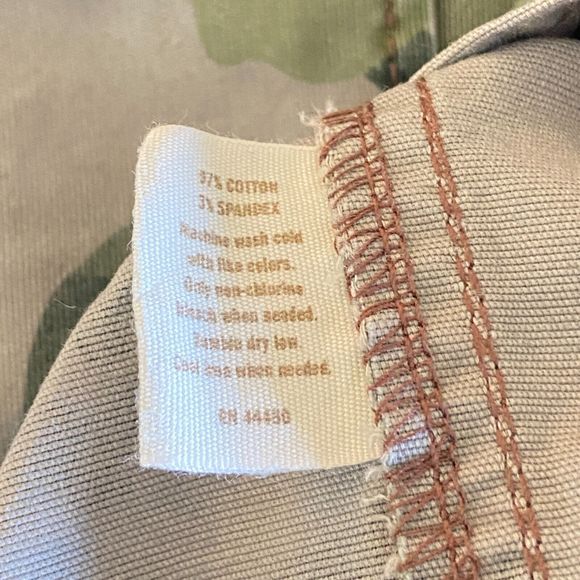 97% COTTON
3% SPANDEX
Machine wash cold
with like colors.
Only non-chlorine
bleach when needed.
Tumble dry low
Cool iron when needed.
RN 44430